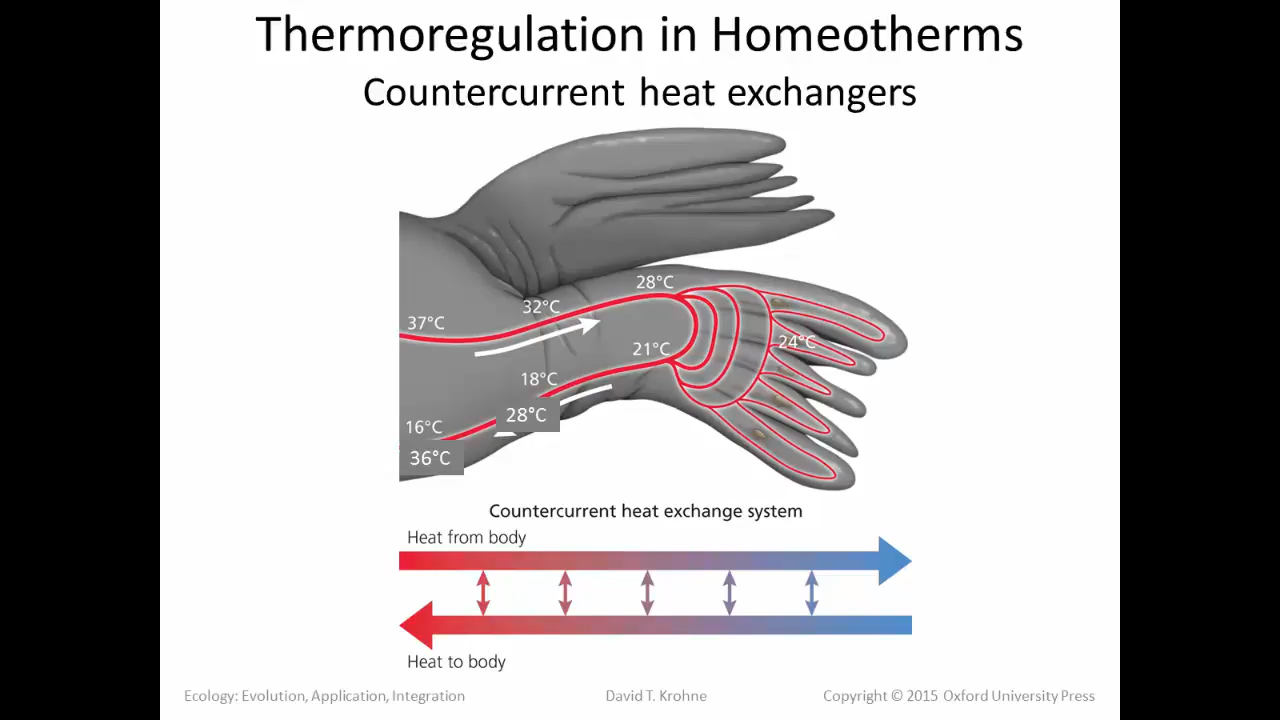 Thermoregulation in Homeotherms
Countercurrent heat exchangers
28°C
32°C
37°C
24°C
21°C
18°C
28°C
16°C
36°C
Countercurrent heat exchange system
Heat from body
Heat to body
Ecology: Evolution, Application, Integration
David T. Krohne
Copyright © 2015 Oxford University Press